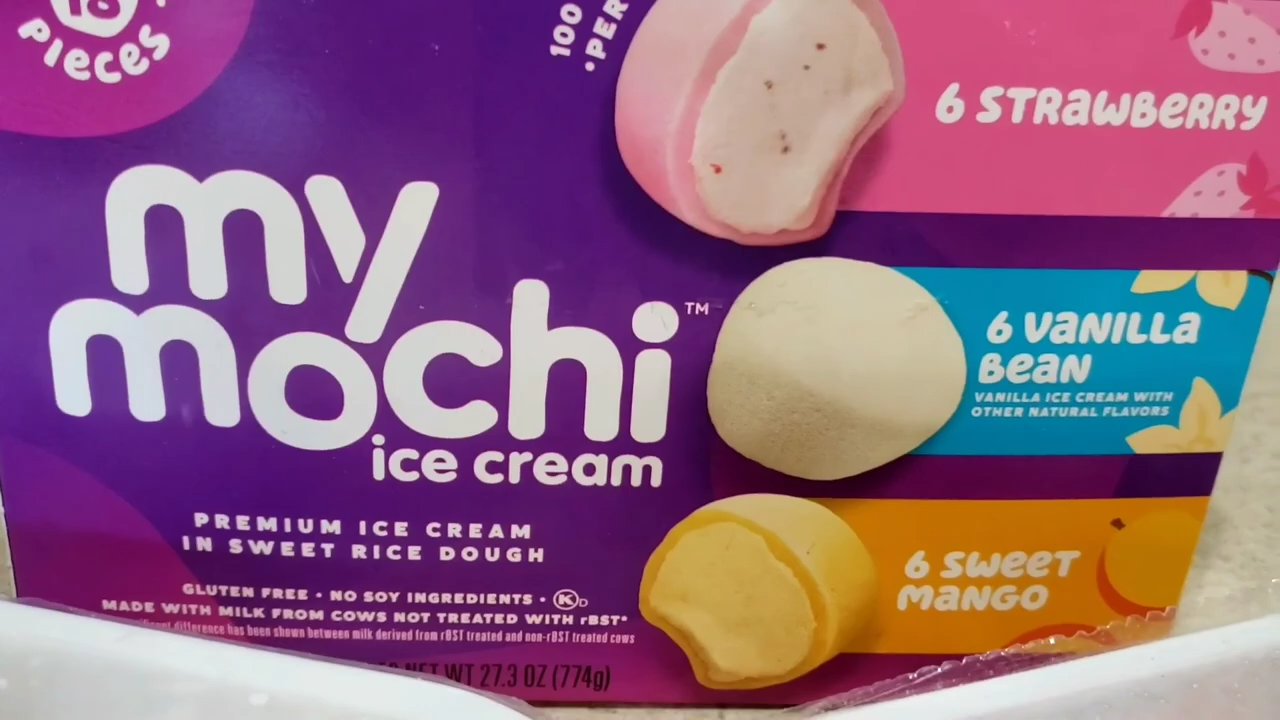 18
Pieces
100
PER
6 Strawberry
my
mochi™
ice cream
6 Vanilla
Bean
VANILLA ICE CREAM WITH
OTHER NATURAL FLAVORS
PREMIUM ICE CREAM
IN SWEET RICE DOUGH
6 Sweet
Mango
GLUTEN FREE • NO SOY INGREDIENTS • K D
MADE WITH MILK FROM COWS NOT TREATED WITH rBST*
difference has been shown between milk derived from rBST treated and non-rBST treated cows
NET WT 27.3 OZ (774g)